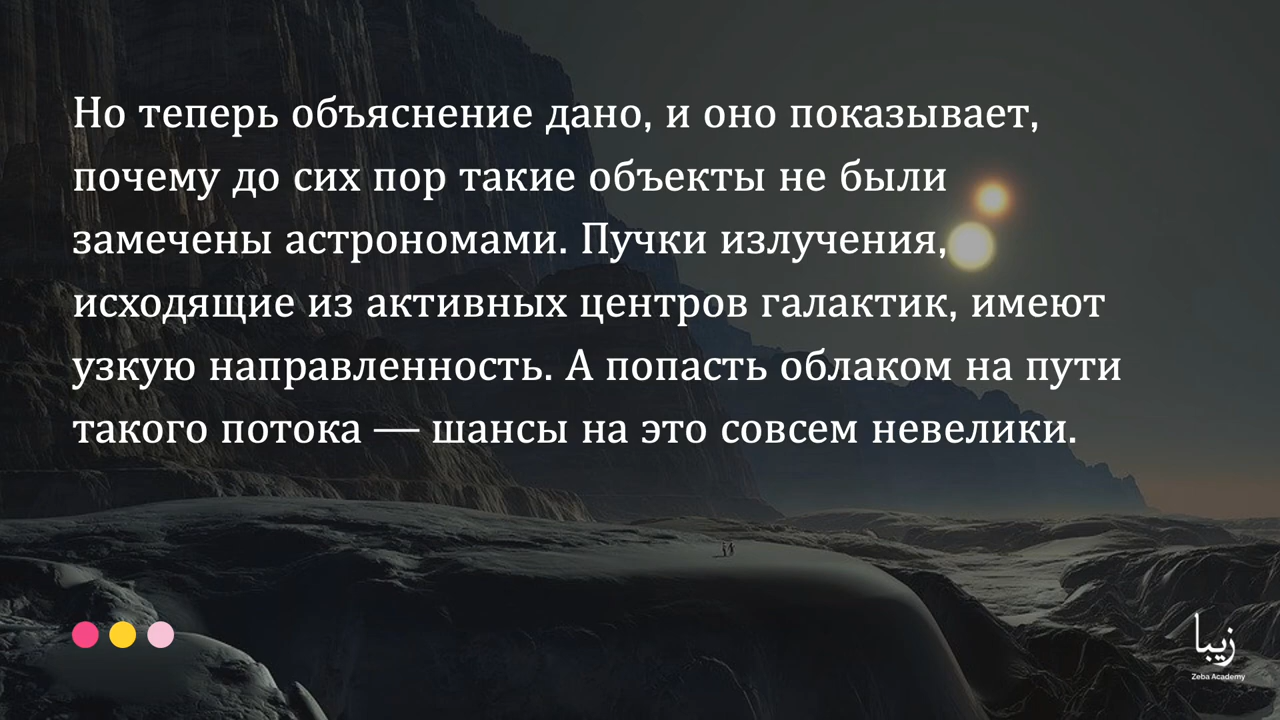 Но теперь объяснение дано, и оно показывает,
почему до сих пор такие объекты не были
замечены астрономами. Пучки излучения,
исходящие из активных центров галактик, имеют
узкую направленность. А попасть облаком на пути
такого потока — шансы на это совсем невелики.
زیبا
Zeba Academy